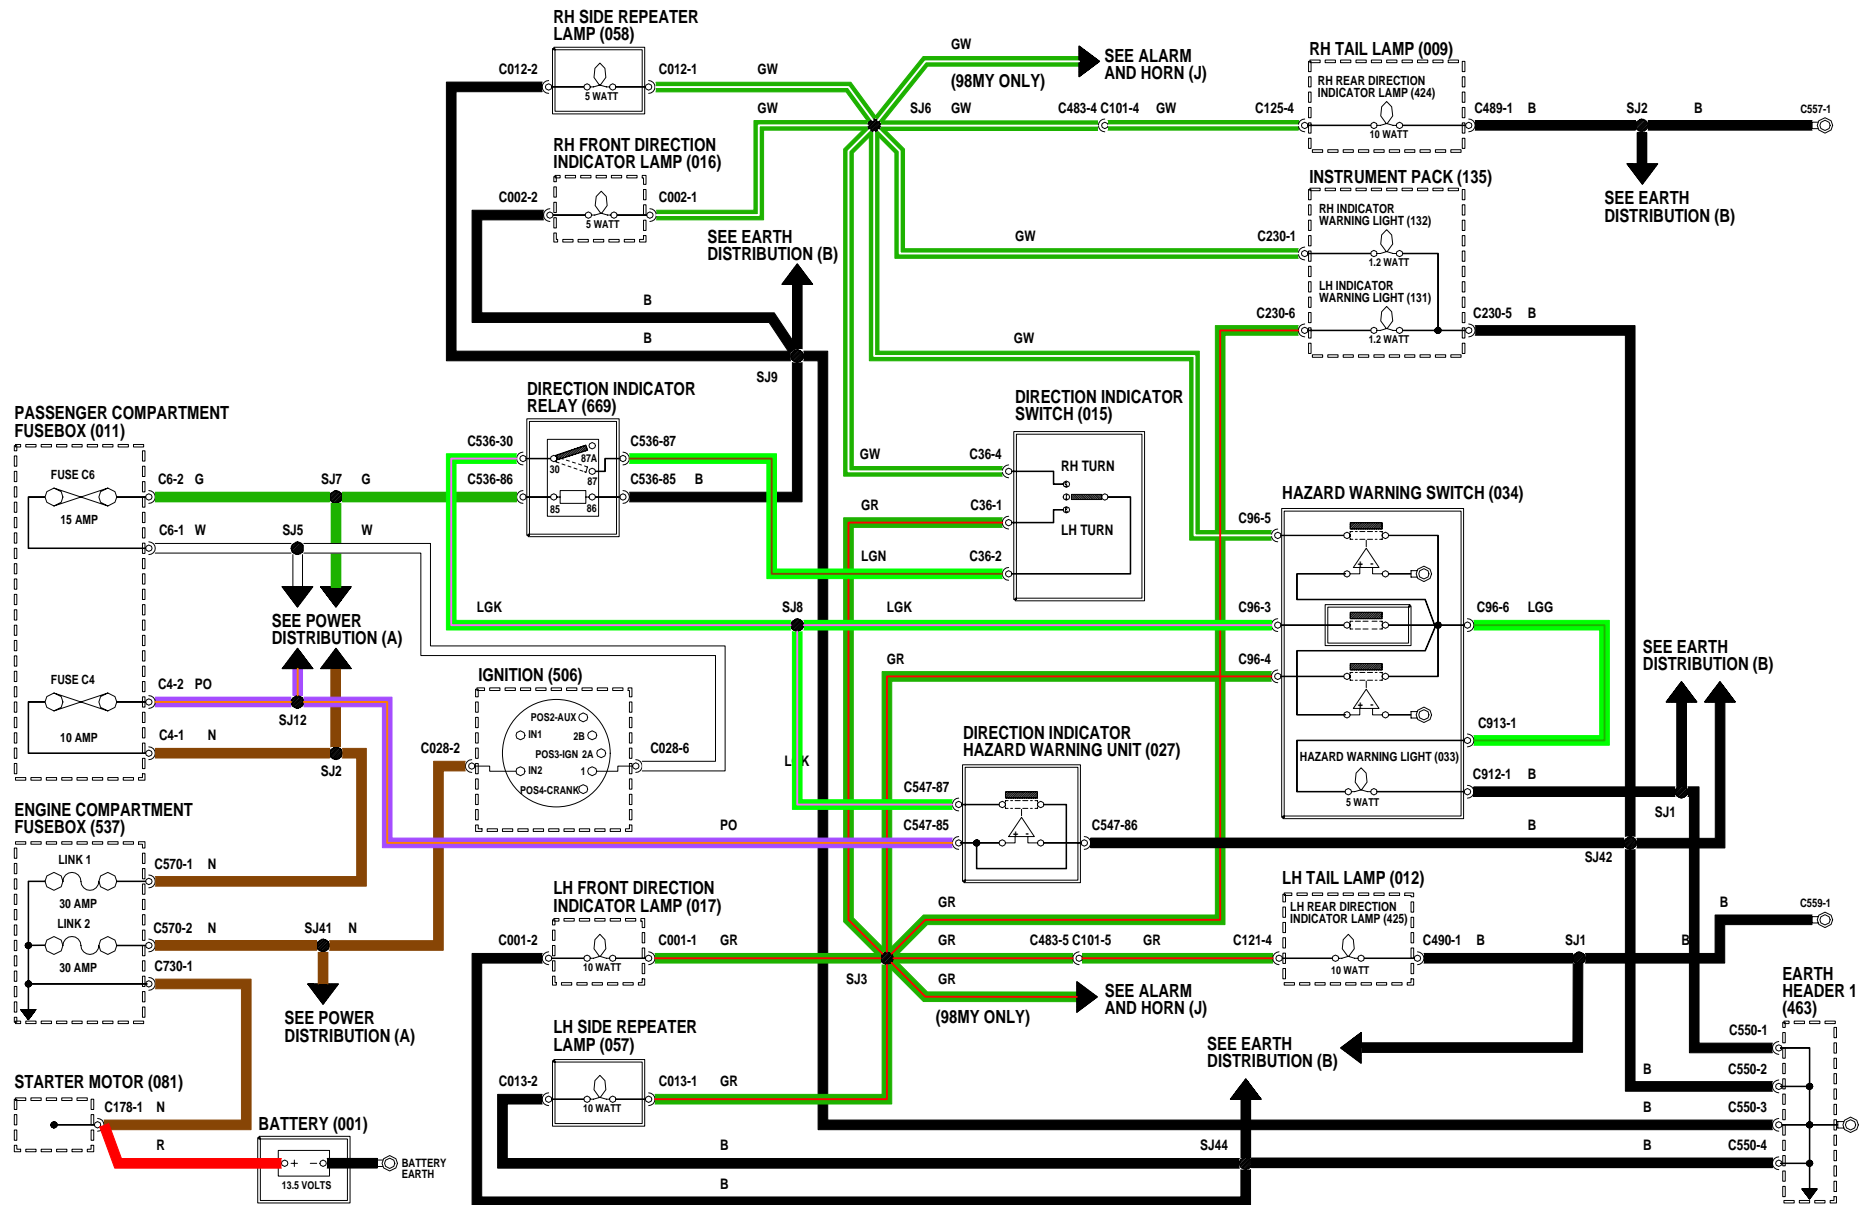 RH SIDE REPEATER
LAMP (058)
C012-2
C012-1
5 WATT
GW
GW
GW
(98MY ONLY)
SEE ALARM
AND HORN (J)
SJ6
GW
C483-4
C101-4
GW
C125-4
RH TAIL LAMP (009)
RH REAR DIRECTION
INDICATOR LAMP (424)
10 WATT
C489-1
B
SJ2
B
C557-1
SEE EARTH
DISTRIBUTION (B)
RH FRONT DIRECTION
INDICATOR LAMP (016)
C002-2
C002-1
5 WATT
SEE EARTH
DISTRIBUTION (B)
B
B
SJ9
GW
C230-1
INSTRUMENT PACK (135)
RH INDICATOR
WARNING LIGHT (132)
1.2 WATT
LH INDICATOR
WARNING LIGHT (131)
1.2 WATT
C230-6
C230-5
B
GW
PASSENGER COMPARTMENT
FUSEBOX (011)
FUSE C6
15 AMP
C6-2
G
SJ7
G
C6-1
W
SJ5
W
SEE POWER
DISTRIBUTION (A)
FUSE C4
10 AMP
C4-2
PO
SJ12
C4-1
N
SJ2
DIRECTION INDICATOR
RELAY (669)
C536-30
C536-87
30
87A
87
C536-86
C536-85
B
85
86
DIRECTION INDICATOR
SWITCH (015)
GW
C36-4
RH TURN
GR
C36-1
LH TURN
LGN
C36-2
HAZARD WARNING SWITCH (034)
C96-5
+ -
LGK
SJ8
LGK
C96-3
C96-6
LGG
GR
C96-4
+ -
C913-1
HAZARD WARNING LIGHT (033)
5 WATT
C912-1
B
SJ1
SEE EARTH
DISTRIBUTION (B)
IGNITION (506)
POS2-AUX
IN1
2B
POS3-IGN
2A
IN2
1
POS4-CRANK
C028-2
C028-6
LGK
DIRECTION INDICATOR
HAZARD WARNING UNIT (027)
C547-87
C547-85
+ -
C547-86
PO
B
SJ42
ENGINE COMPARTMENT
FUSEBOX (537)
LINK 1
30 AMP
C570-1
N
LINK 2
30 AMP
C570-2
N
SJ41
N
C730-1
SEE POWER
DISTRIBUTION (A)
LH FRONT DIRECTION
INDICATOR LAMP (017)
C001-2
C001-1
GR
10 WATT
GR
GR
C483-5
C101-5
GR
C121-4
SJ3
GR
(98MY ONLY)
SEE ALARM
AND HORN (J)
LH TAIL LAMP (012)
LH REAR DIRECTION
INDICATOR LAMP (425)
10 WATT
C490-1
B
SJ1
B
B
C559-1
LH SIDE REPEATER
LAMP (057)
C013-2
C013-1
GR
10 WATT
SEE EARTH
DISTRIBUTION (B)
EARTH
HEADER 1
(463)
C550-1
B
C550-2
B
C550-3
B
C550-4
B
SJ44
B
STARTER MOTOR (081)
C178-1
N
R
BATTERY (001)
+ −
13.5 VOLTS
BATTERY
EARTH